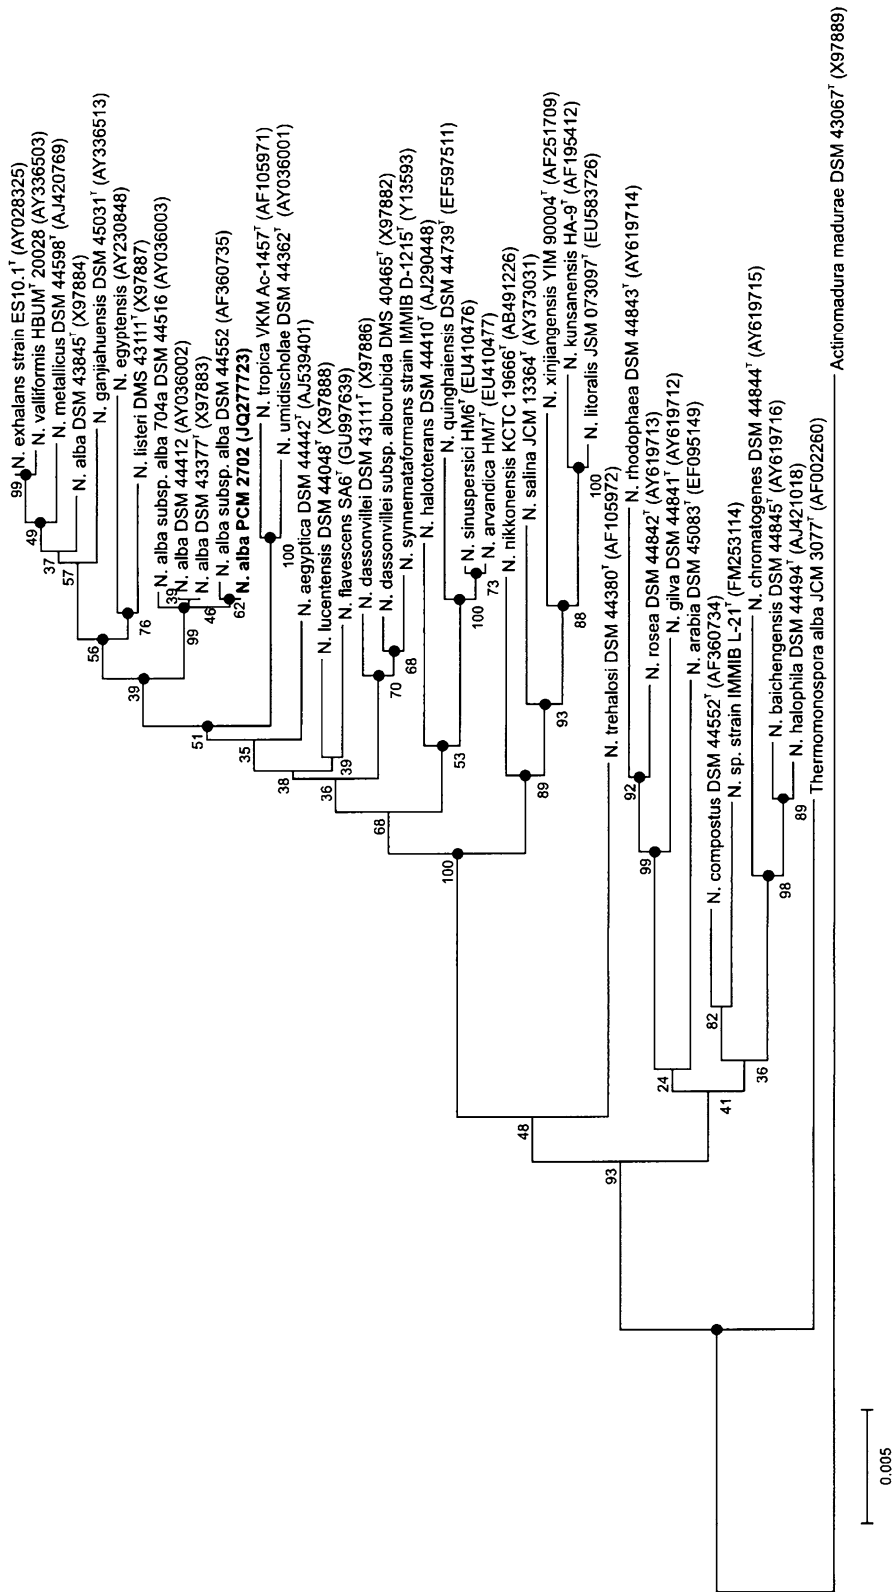 N. exhalans strain ES10.1ᵀ (AY028325)
99
N. valliformis HBUMᵀ 20028 (AY336503)
49
N. metallicus DSM 44598ᵀ (AJ420769)
37
N. alba DSM 43845ᵀ (X97884)
57
N. ganjiahuensis DSM 45031ᵀ (AY336513)
56
N. egyptensis (AY230848)
76
N. listeri DMS 43111ᵀ (X97887)
39
N. alba subsp. alba 704a DSM 44516 (AY036003)
39
N. alba DSM 44412 (AY036002)
99
N. alba DSM 43377ᵀ (X97883)
46
N. alba subsp. alba DSM 44552 (AF360735)
62
N. alba PCM 2702 (JQ277723)
51
N. tropica VKM Ac-1457ᵀ (AF105971)
100
N. umidischolae DSM 44362ᵀ (AY036001)
35
N. aegyptica DSM 44442ᵀ (AJ539401)
38
N. lucentensis DSM 44048ᵀ (X97888)
39
N. flavescens SA6ᵀ (GU997639)
36
N. dassonvillei DSM 43111ᵀ (X97886)
70
N. dassonvillei subsp. alborubida DMS 40465ᵀ (X97882)
68
N. synnemataformans strain IMMIB D-1215ᵀ (Y13593)
68
N. halototerans DSM 44410ᵀ (AJ290448)
53
N. quinghaiensis DSM 44739ᵀ (EF597511
100
N. sinuspersici HM6ᵀ (EU410476)
73
N. arvandica HM7ᵀ (EU410477)
100
N. nikkonensis KCTC 19666ᵀ (AB491226)
89
N. salina JCM 13364ᵀ (AY373031)
93
N. xinjiangensis YIM 90004ᵀ (AF251709)
88
N. kunsanensis HA-9ᵀ (AF195412)
100
N. litoralis JSM 073097ᵀ (EU583726)
48
N. trehalosi DSM 44380ᵀ (AF105972)
93
N. rhodophaea DSM 44843ᵀ (AY619714)
92
N. rosea DSM 44842ᵀ (AY619713)
99
N. gilva DSM 44841ᵀ (AY619712)
24
N. arabia DSM 45083ᵀ (EF095149)
41
N. compostus DSM 44552ᵀ (AF360734)
82
N. sp. strain IMMIB L-21ᵀ (FM253114)
36
N. chromatogenes DSM 44844ᵀ (AY619715)
98
N. baichengensis DSM 44845ᵀ (AY619716)
89
N. halophila DSM 44494ᵀ (AJ421018)
Thermomonospora alba JCM 3077ᵀ (AF002260)
Actinomadura madurae DSM 43067ᵀ (X97889)
0.005